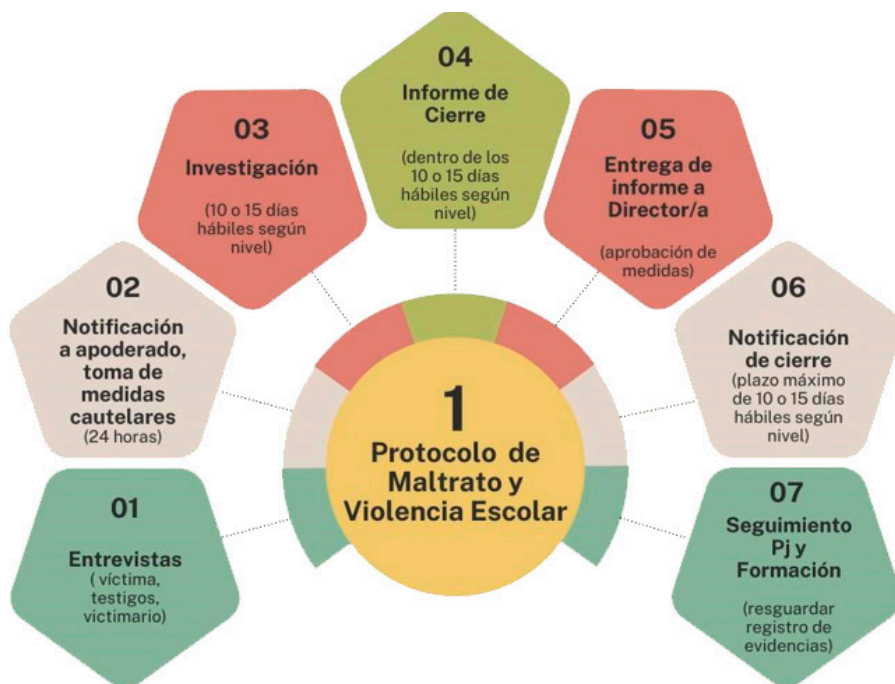 1
Protocolo de
Maltrato y
Violencia Escolar
01
Entrevistas
( víctima,
testigos,
victimario)
02
Notificación
a apoderado,
toma de
medidas
cautelares
(24 horas)
03
Investigación
(10 o 15 días
hábiles según
nivel)
04
Informe de
Cierre
(dentro de los
10 o 15 días
hábiles según
nivel)
05
Entrega de
informe a
Director/a
(aprobación de
medidas)
06
Notificación
de cierre
(plazo máximo
de 10 o 15 días
hábiles según
nivel)
07
Seguimiento
Pj y
Formación
(resguardar
registro de
evidencias)